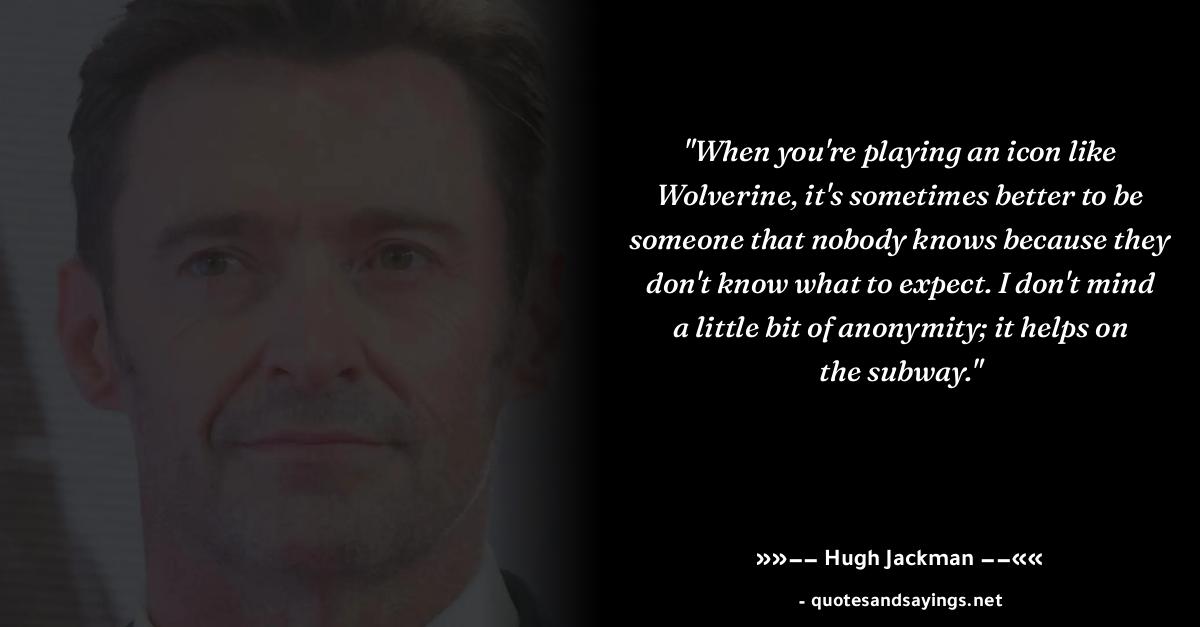 "When you're playing an icon like
Wolverine, it's sometimes better to be
someone that nobody knows because they
don't know what to expect. I don't mind
a little bit of anonymity; it helps on
the subway."
»»−− Hugh Jackman −−««
- quotesandsayings.net